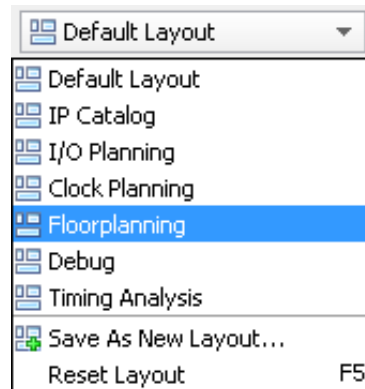 Default Layout
Default Layout
IP Catalog
I/O Planning
Clock Planning
Floorplanning
Debug
Timing Analysis
Save As New Layout...
Reset Layout F5